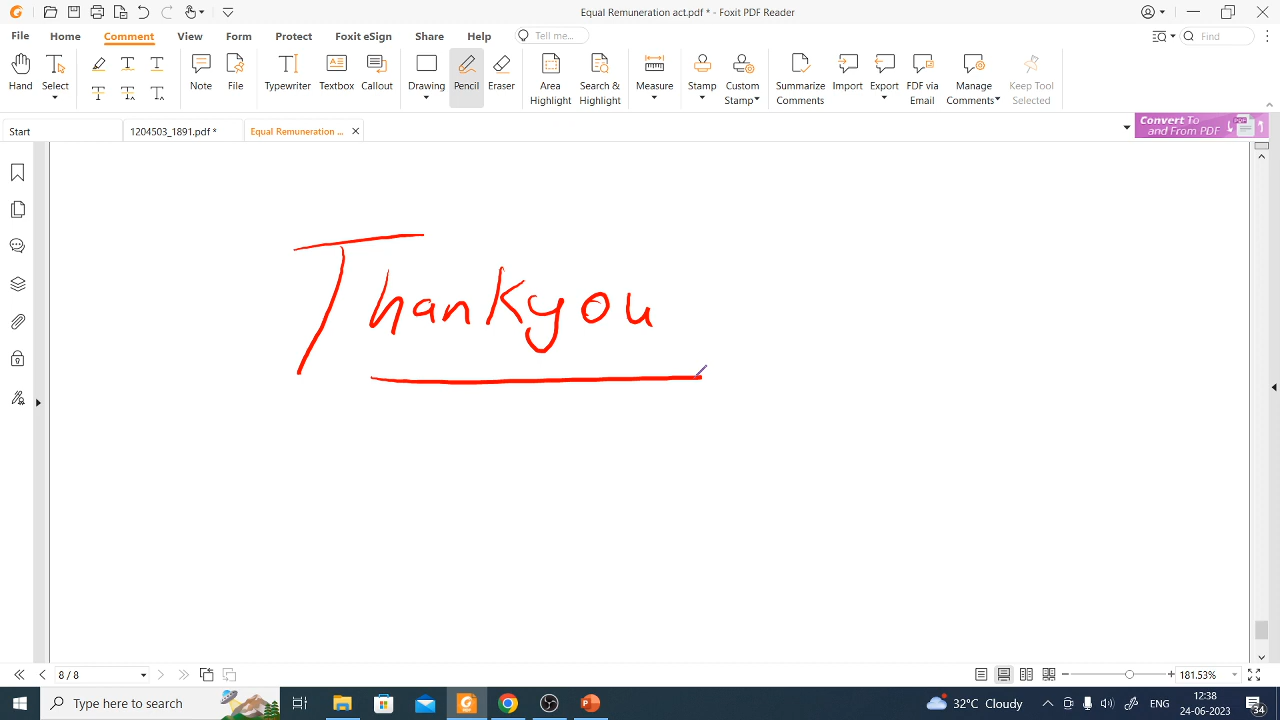 Equal Remuneration act.pdf * - Foxit PDF Reader
File Home Comment View Form Protect Foxit eSign Share Help Tell me... Find
Hand Select Note File Typewriter Textbox Callout Drawing Pencil Eraser Area Highlight Search & Highlight Measure Stamp Custom Stamp Summarize Comments Import Export FDF via Email Manage Comments Keep Tool Selected
Start 1204503_1891.pdf * Equal Remuneration ... Convert To and From PDF
Thankyou
8 / 8 181.53%
Type here to search 32°C Cloudy ENG 12:38
24-06-2023